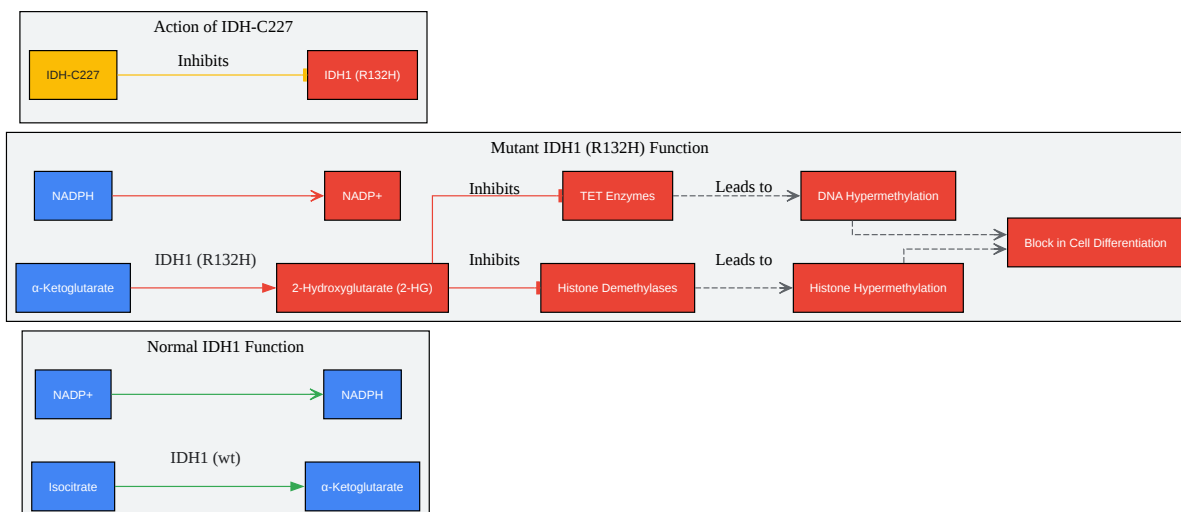 Action of IDH-C227
Inhibits
IDH-C227
IDH1 (R132H)
Mutant IDH1 (R132H) Function
NADPH
NADP+
Inhibits
TET Enzymes
Leads to
DNA Hypermethylation
Block in Cell Differentiation
α-Ketoglutarate
IDH1 (R132H)
2-Hydroxyglutarate (2-HG)
Inhibits
Histone Demethylases
Leads to
Histone Hypermethylation
Normal IDH1 Function
NADP+
NADPH
IDH1 (wt)
Isocitrate
α-Ketoglutarate